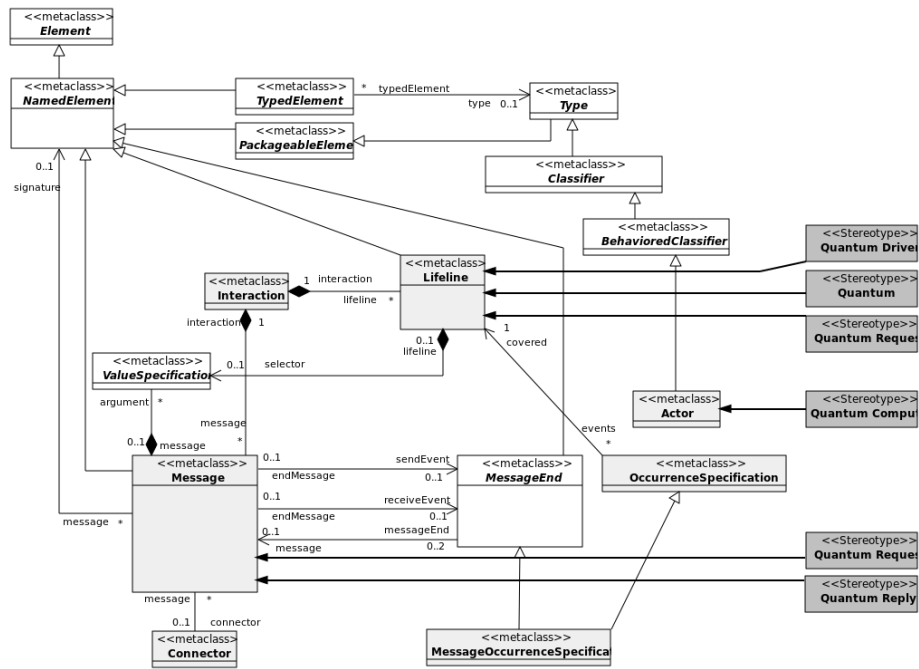 <<metaclass>>
Element
<<metaclass>>
NamedElement
<<metaclass>>
TypedElement
* typedElement
type 0..1
<<metaclass>>
Type
<<metaclass>>
PackageableEleme
<<metaclass>>
Classifier
0..1
signature
<<metaclass>>
BehavioredClassifier
<<Stereotype>>
Quantum Driver
<<metaclass>>
Lifeline
<<metaclass>>
Interaction
1 interaction
lifeline *
<<Stereotype>>
Quantum
<<Stereotype>>
Quantum Reques
interaction 1
0..1
lifeline
1
covered
<<metaclass>>
ValueSpecification
0..1 selector
argument *
<<metaclass>>
Actor
<<Stereotype>>
Quantum Comput
message
*
0..1 message
events
*
<<metaclass>>
Message
0..1 sendEvent
endMessage 0..1
<<metaclass>>
MessageEnd
<<metaclass>>
OccurrenceSpecification
0..1 receiveEvent
endMessage 0..1
message *
0..1 messageEnd
message 0..2
<<Stereotype>>
Quantum Reques
<<Stereotype>>
Quantum Reply
message *
0..1 connector
<<metaclass>>
Connector
<<metaclass>>
MessageOccurrenceSpecificat